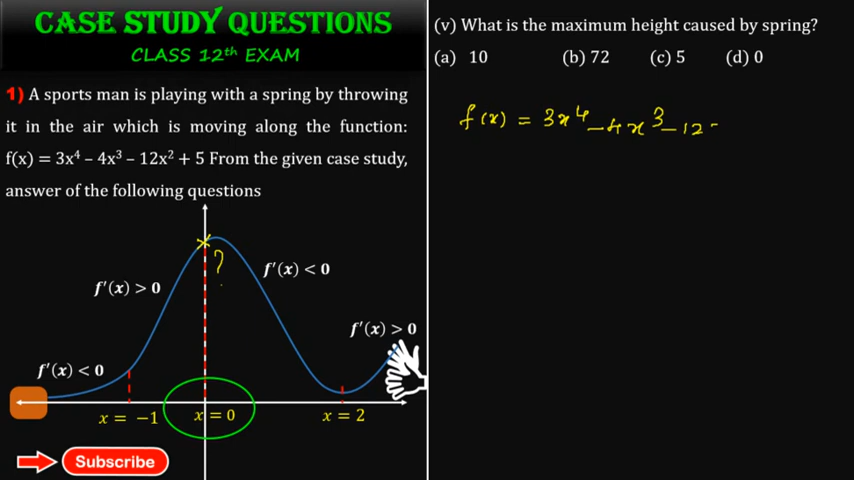 CASE STUDY QUESTIONS
CLASS 12th EXAM
1) A sports man is playing with a spring by throwing
it in the air which is moving along the function:
f(x) = 3x⁴ – 4x³ – 12x² + 5 From the given case study,
answer of the following questions
?
f′(x) > 0
f′(x) < 0
f′(x) > 0
f′(x) < 0
x = −1
x = 0
x = 2
Subscribe
(v) What is the maximum height caused by spring?
(a) 10 (b) 72 (c) 5 (d) 0
f(x) = 3x⁴ – 4x³ – 12